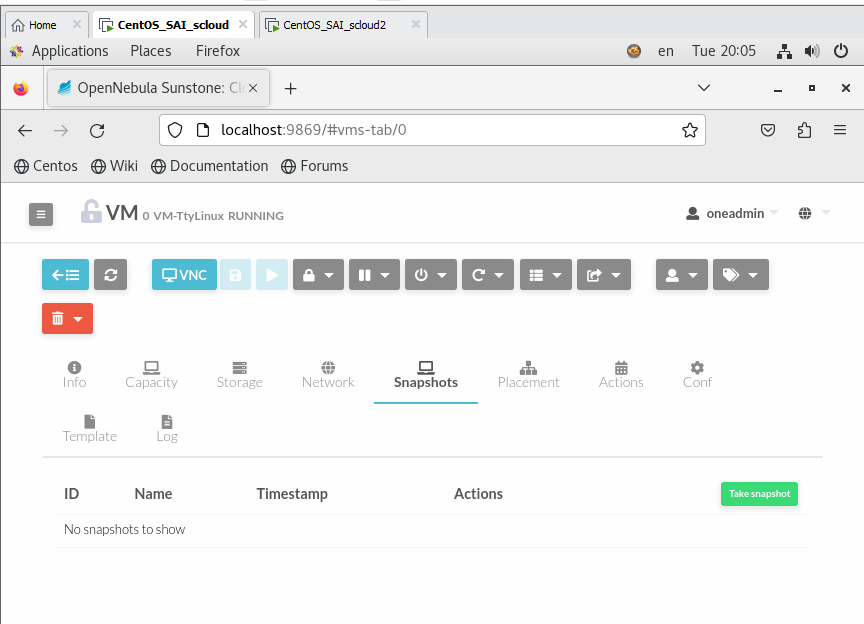 Home CentOS_SAI_scloud CentOS_SAI_scloud2
Applications Places Firefox en Tue 20:05
OpenNebula Sunstone: Cl
localhost:9869/#vms-tab/0
Centos Wiki Documentation Forums
VM 0 VM-TtyLinux RUNNING oneadmin
VNC
Info Capacity Storage Network Snapshots Placement Actions Conf
Template Log
ID Name Timestamp Actions Take snapshot
No snapshots to show